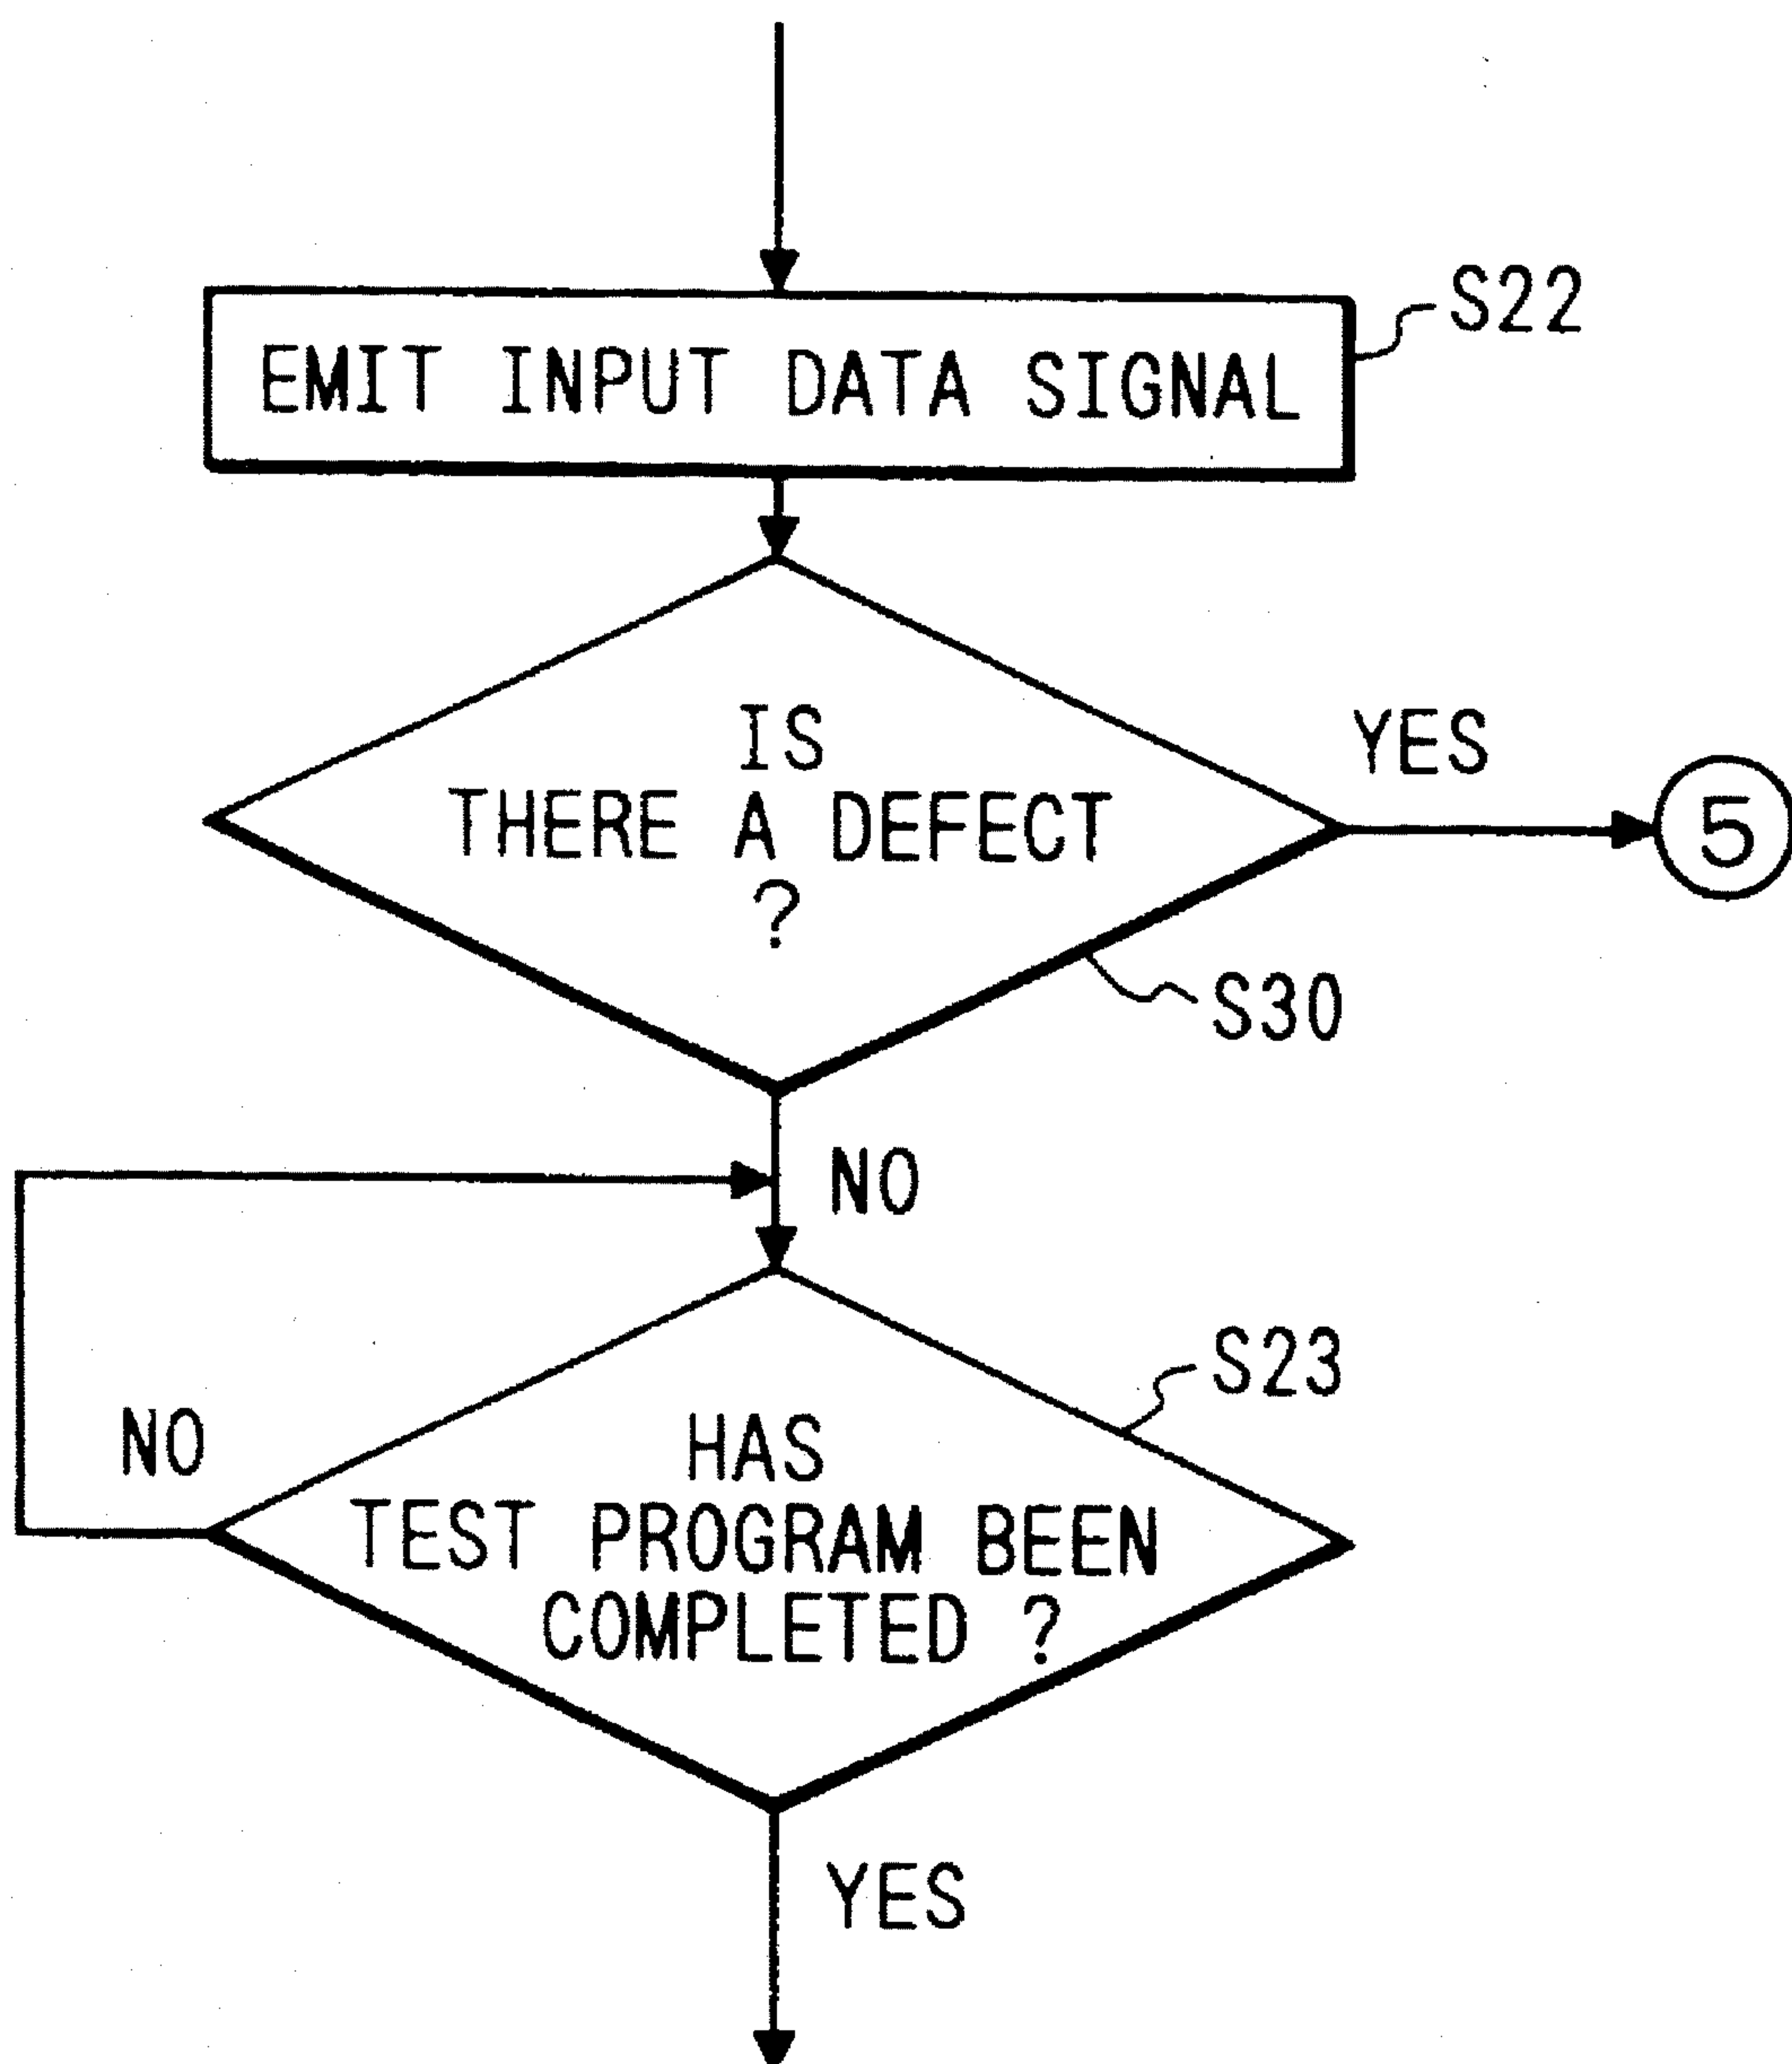 S22
EMIT INPUT DATA SIGNAL
IS
THERE A DEFECT
?
YES
5
S30
NO
S23
NO
HAS
TEST PROGRAM BEEN
COMPLETED ?
YES